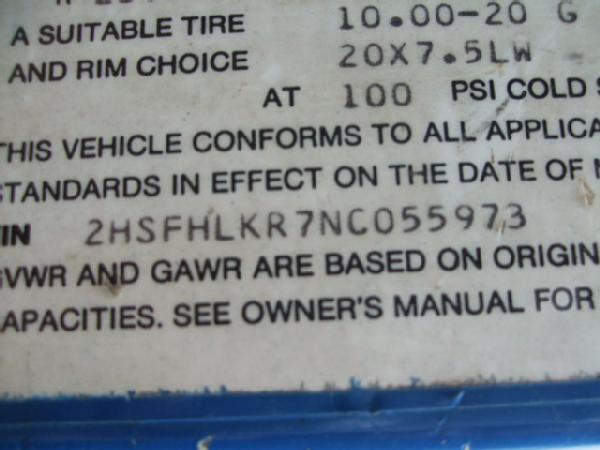 A SUITABLE TIRE 10.00-20 G
AND RIM CHOICE 20X7.5LW
AT 100 PSI COLD S
THIS VEHICLE CONFORMS TO ALL APPLICA
STANDARDS IN EFFECT ON THE DATE OF M
VIN 2HSFHLKR7NC055973
GVWR AND GAWR ARE BASED ON ORIGIN
APACITIES. SEE OWNER'S MANUAL FOR